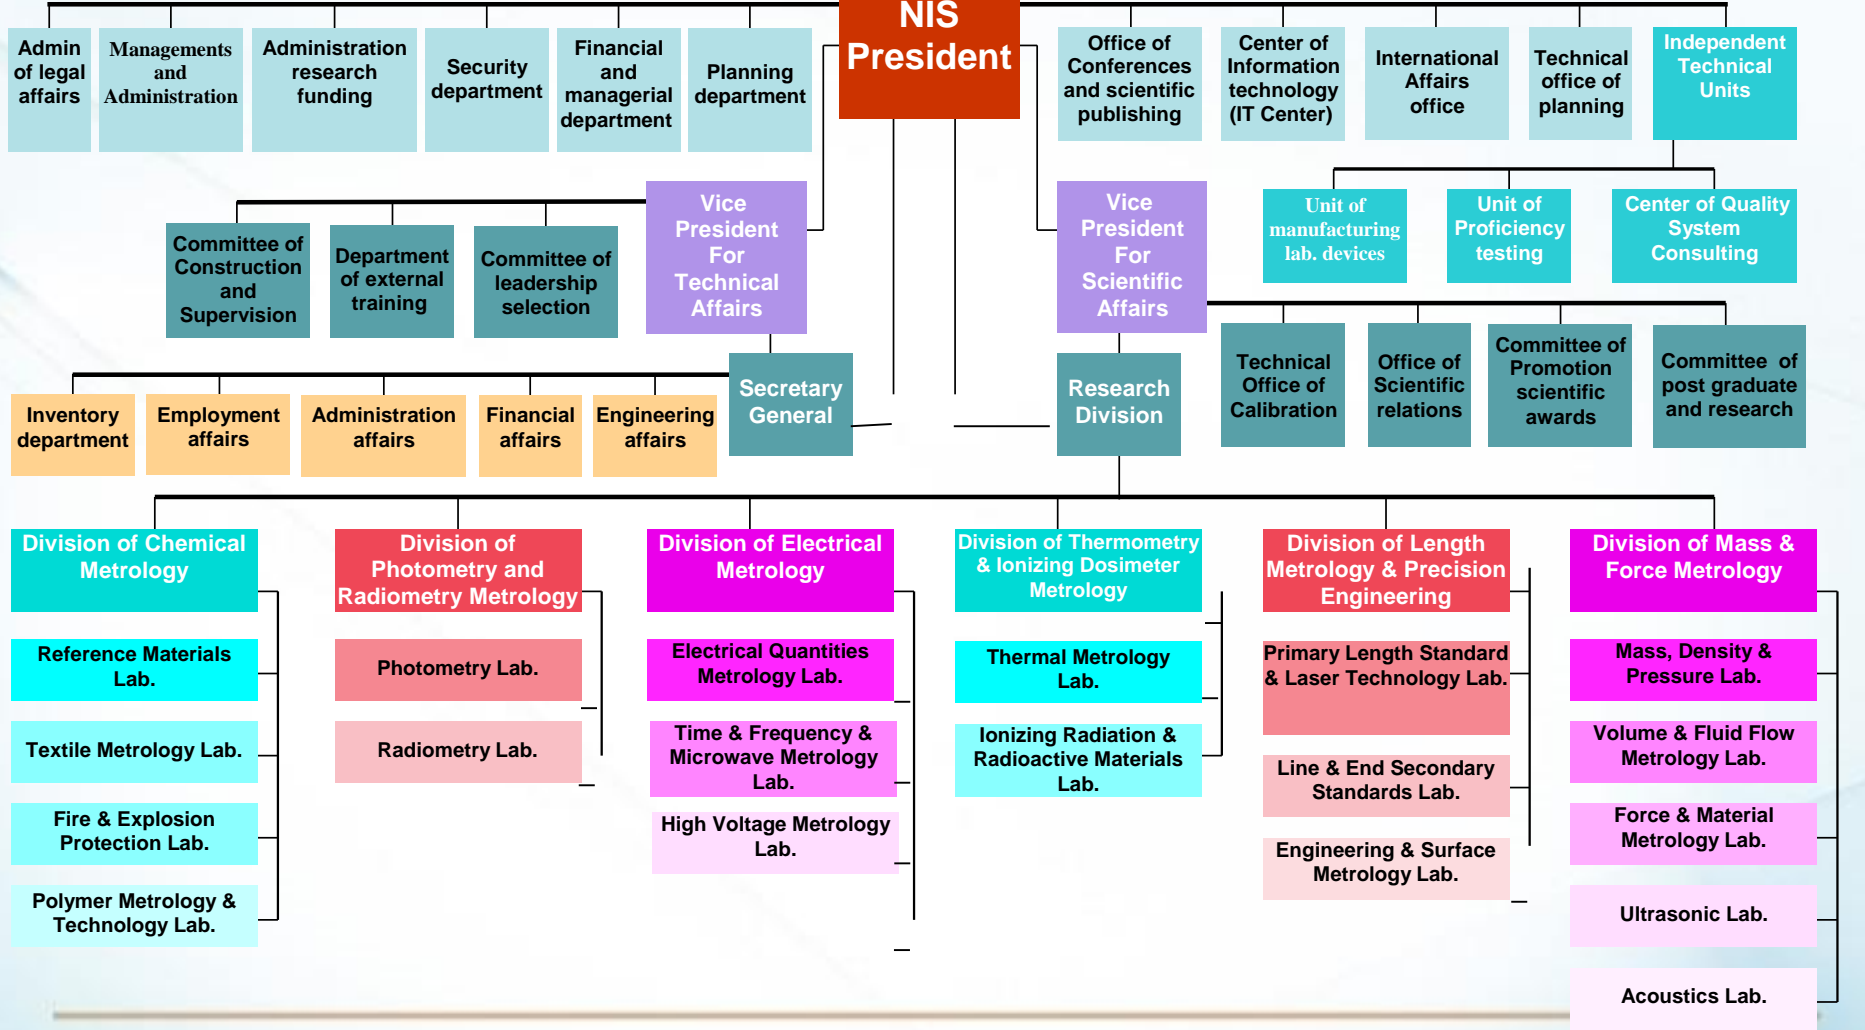 NIS
President
Admin
of legal
affairs
Managements
and
Administration
Administration
research
funding
Security
department
Financial
and
managerial
department
Planning
department
Office of
Conferences
and scientific
publishing
Center of
Information
technology
(IT Center)
International
Affairs
office
Technical
office of
planning
Independent
Technical
Units
Unit of
manufacturing
lab. devices
Unit of
Proficiency
testing
Center of Quality
System
Consulting
Committee of
Construction
and
Supervision
Department
of external
training
Committee of
leadership
selection
Vice
President
For
Technical
Affairs
Vice
President
For
Scientific
Affairs
Technical
Office of
Calibration
Office of
Scientific
relations
Committee of
Promotion
scientific
awards
Committee of
post graduate
and research
Inventory
department
Employment
affairs
Administration
affairs
Financial
affairs
Engineering
affairs
Secretary
General
Research
Division
Division of Chemical
Metrology
Reference Materials
Lab.
Textile Metrology Lab.
Fire & Explosion
Protection Lab.
Polymer Metrology &
Technology Lab.
Division of
Photometry and
Radiometry Metrology
Photometry Lab.
Radiometry Lab.
Division of Electrical
Metrology
Electrical Quantities
Metrology Lab.
Time & Frequency &
Microwave Metrology
Lab.
High Voltage Metrology
Lab.
Division of Thermometry
& Ionizing Dosimeter
Metrology
Thermal Metrology
Lab.
Ionizing Radiation &
Radioactive Materials
Lab.
Division of Length
Metrology & Precision
Engineering
Primary Length Standard
& Laser Technology Lab.
Line & End Secondary
Standards Lab.
Engineering & Surface
Metrology Lab.
Division of Mass &
Force Metrology
Mass, Density &
Pressure Lab.
Volume & Fluid Flow
Metrology Lab.
Force & Material
Metrology Lab.
Ultrasonic Lab.
Acoustics Lab.